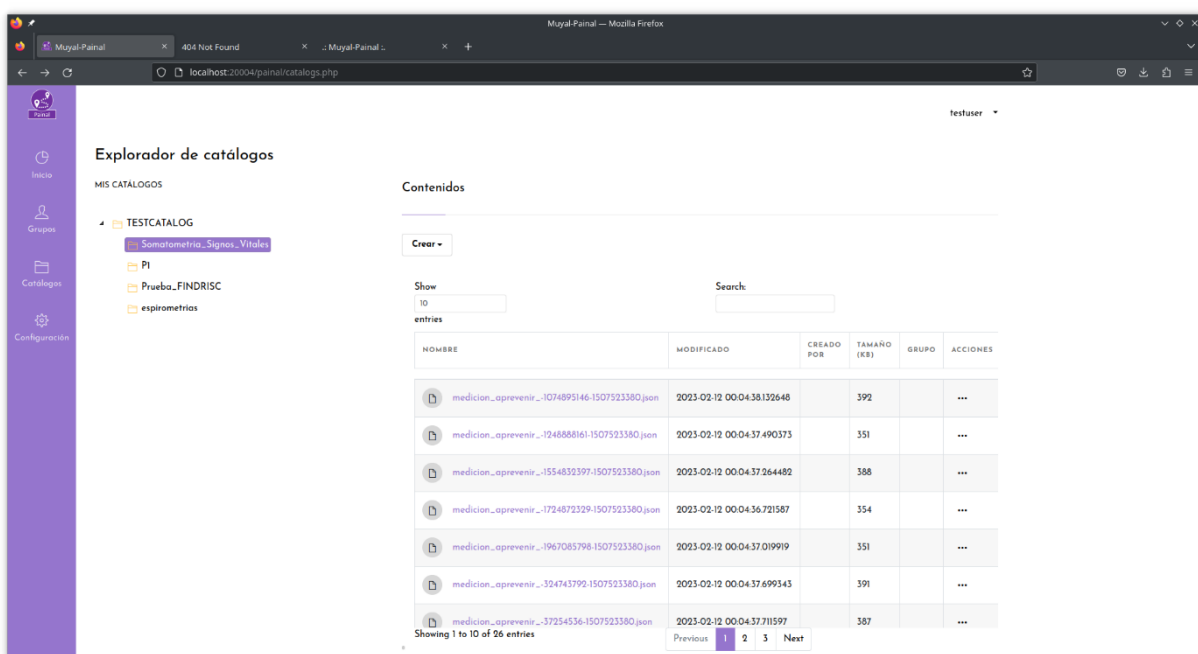 Muyal-Painal — Mozilla Firefox
Muyal-Painal
404 Not Found
.: Muyal-Painal :.
localhost:20004/painal/catalogs.php
Painal
testuser
Inicio
Grupos
Catálogos
Configuración
Explorador de catálogos
MIS CATÁLOGOS
TESTCATALOG
Somatometría_Signos_Vitales
P1
Prueba_FINDRISC
espirometrias
Contenidos
Crear
Show
10
entries
Search:
NOMBRE MODIFICADO CREADO POR TAMAÑO (KB) GRUPO ACCIONES
medicion_aprevenir_-1074895146-1507523380.json 2023-02-12 00:04:38.132648 392 •••
medicion_aprevenir_-1248888161-1507523380.json 2023-02-12 00:04:37.490373 351 •••
medicion_aprevenir_-1554832397-1507523380.json 2023-02-12 00:04:37.264482 388 •••
medicion_aprevenir_-1724872329-1507523380.json 2023-02-12 00:04:36.721587 354 •••
medicion_aprevenir_-1967085798-1507523380.json 2023-02-12 00:04:37.019919 351 •••
medicion_aprevenir_-324743792-1507523380.json 2023-02-12 00:04:37.699343 391 •••
medicion_aprevenir_-37254536-1507523380.json 2023-02-12 00:04:37.711597 387 •••
Showing 1 to 10 of 26 entries
Previous 1 2 3 Next